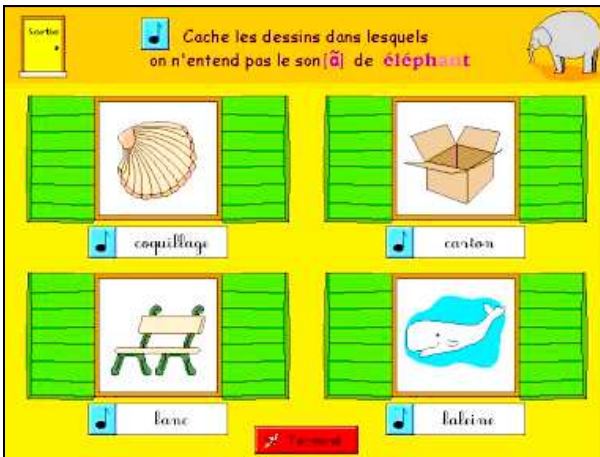 Sortie
Cache les dessins dans lesquels
on n'entend pas le son [ã] de éléphant
coquillage
carton
banc
baleine